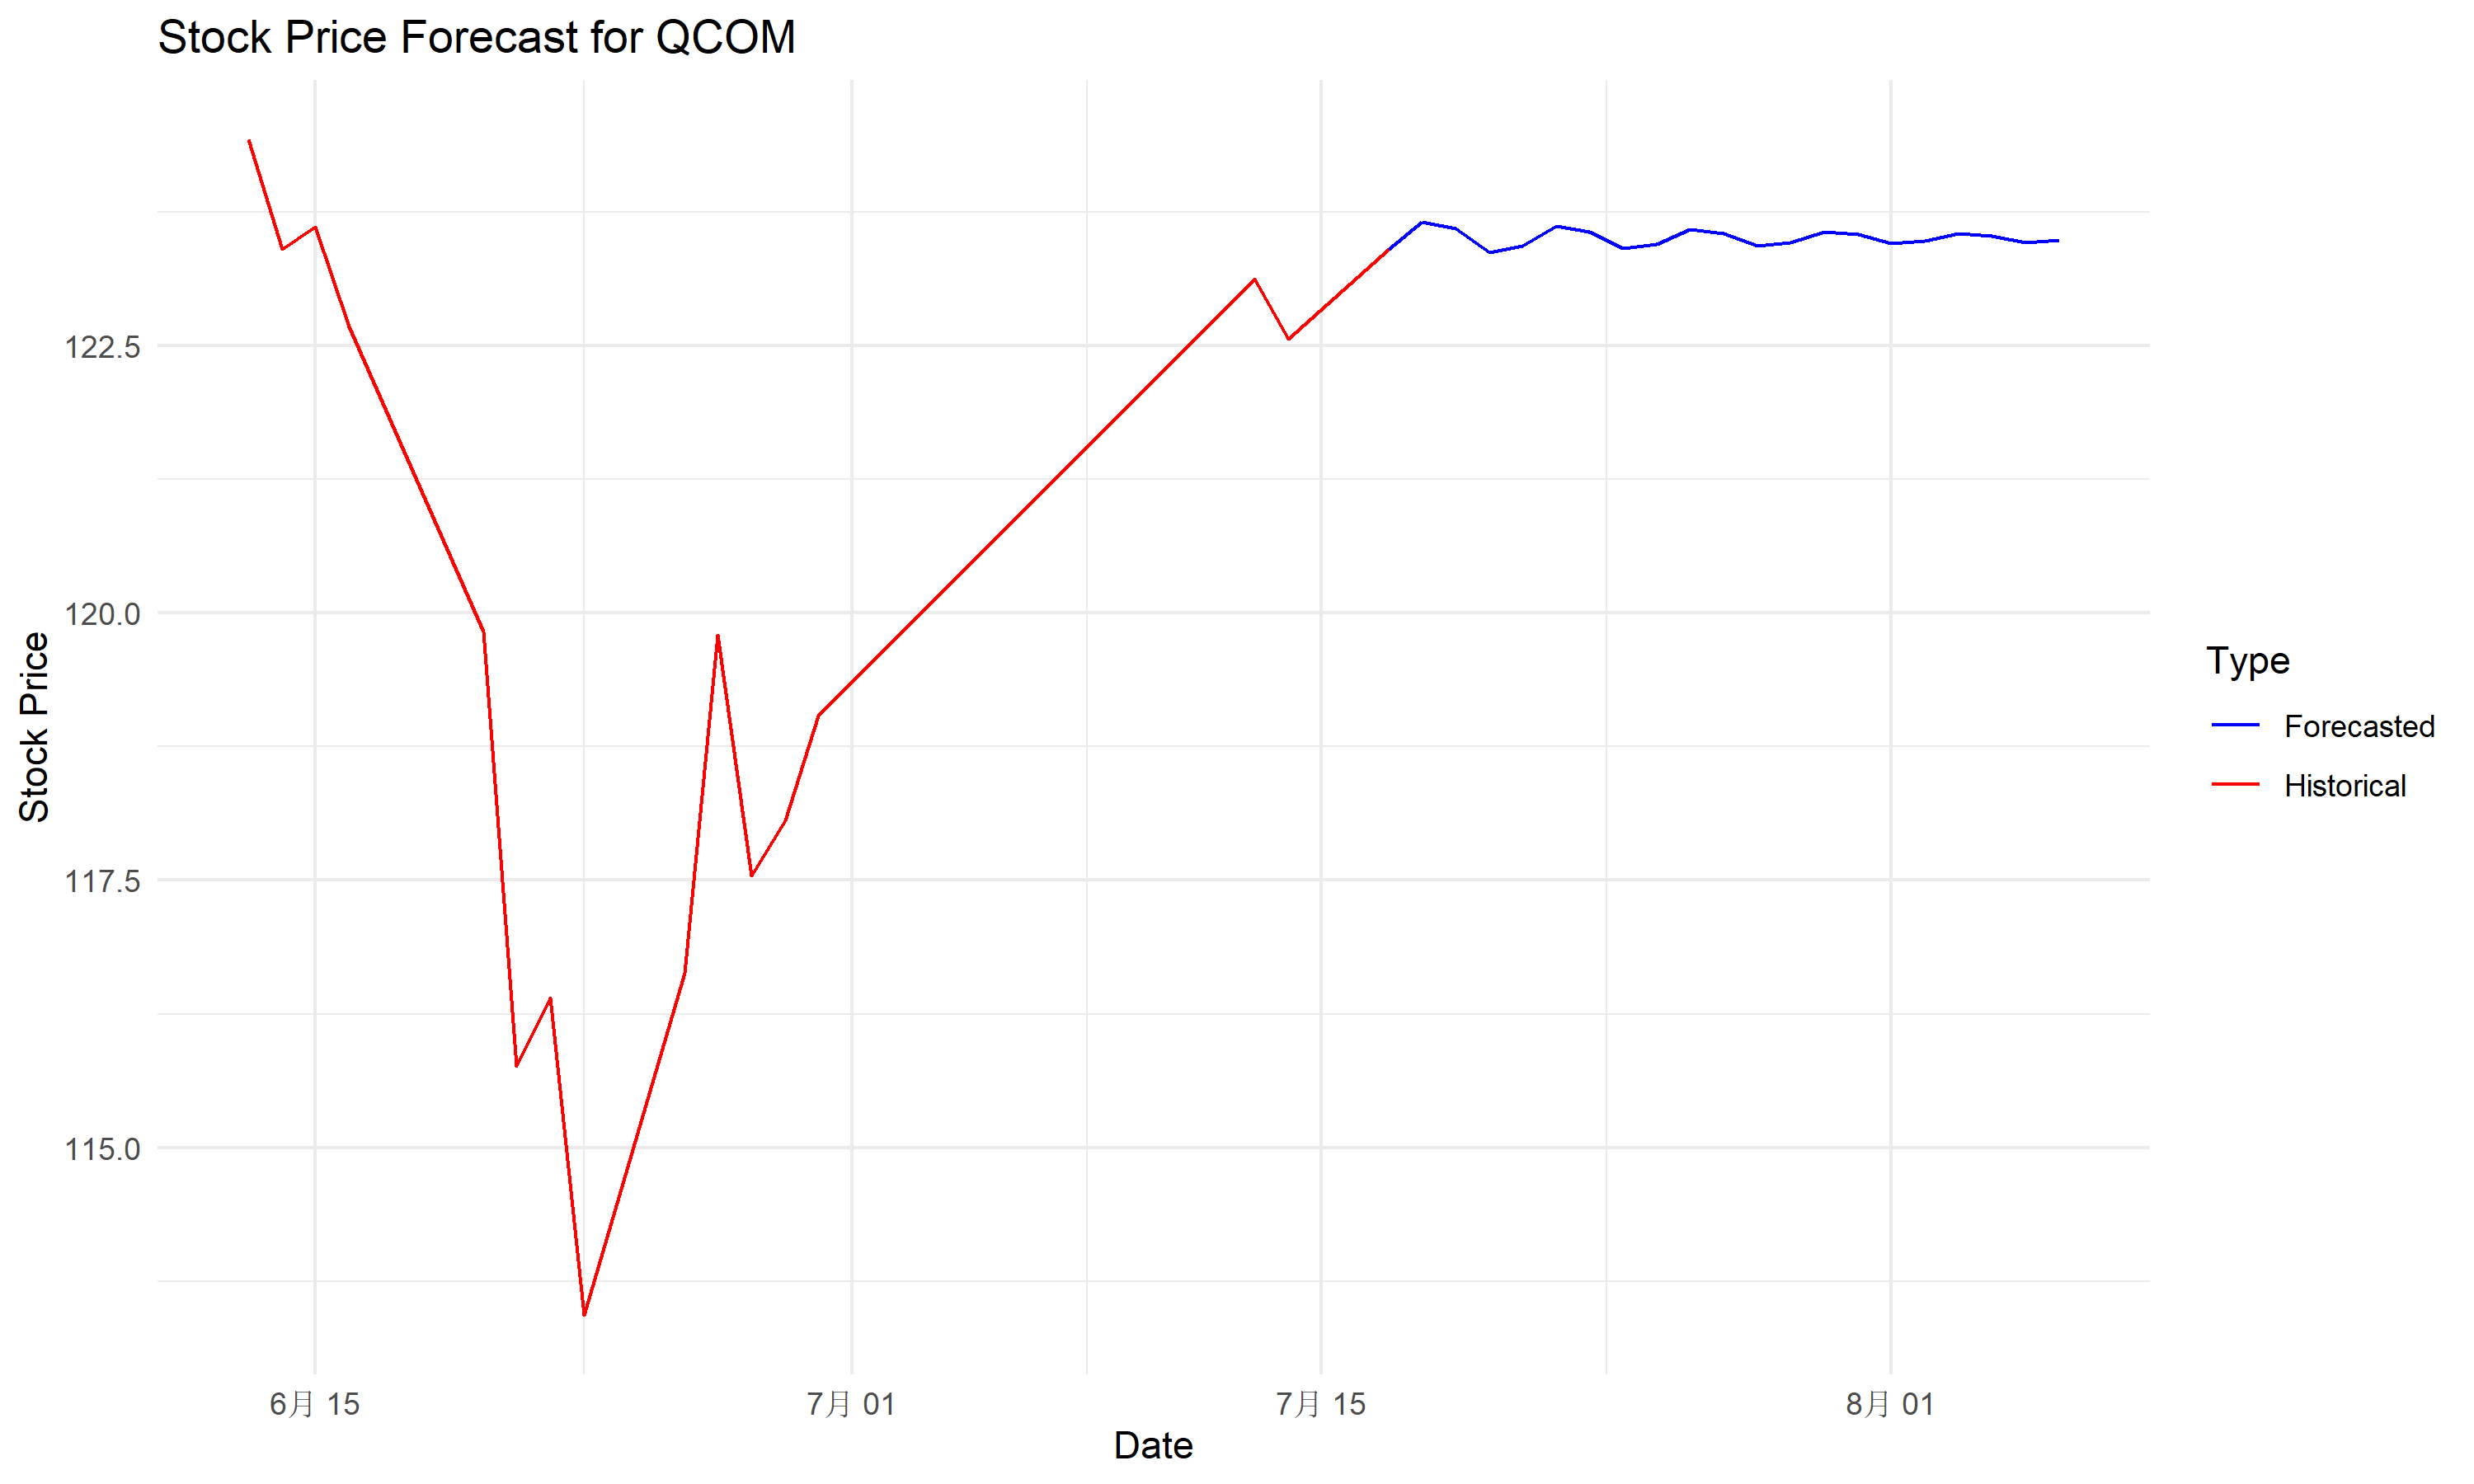 Stock Price Forecast for QCOM
122.5
120.0
117.5
115.0
Stock Price
6月 15
7月 01
7月 15
8月 01
Date
Type
Forecasted
Historical